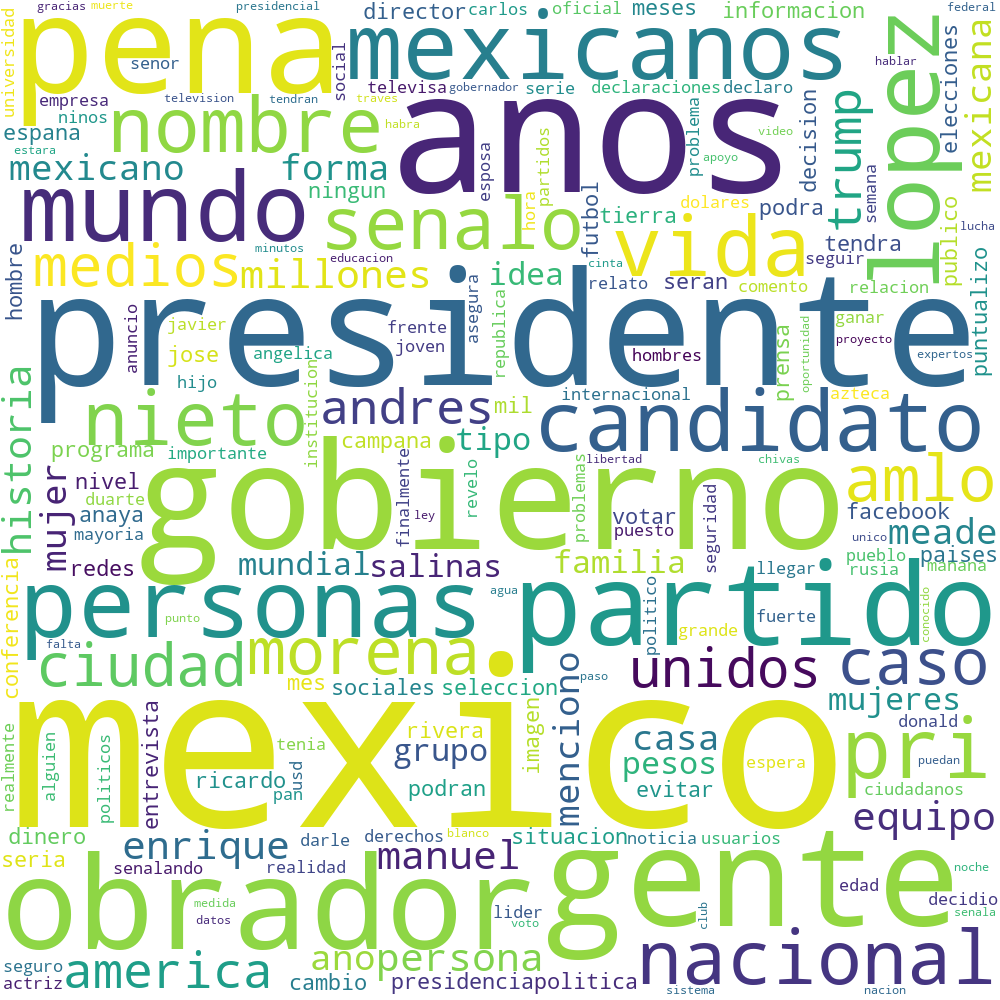 gracias muerte presidencial director carlos oficial meses informacion federal
universidad pena mexicanos lopez mexicana
senor social hablar
empresa television tendran televisa gobernador serie declaraciones declaro
ninos nombre traves anos video trump elecciones
espana habra partidos problema decision
estara mexicano forma esposa apoyo semana
mundo ningun senalo hora futbol tierra dolares podra publico lucha
hombre medios minutos educacion vida tendra
millones idea cinta seguir
asegura relato seran comento relacion puntualizo
presidente
anuncio javier frente republica ganar
jose angelica joven hombres prensa oportunidad proyecto expertos
historia hijo institucion andres mil internacional azteca
nieto candidato
programa importante campana tipo
mujer nivel gobierno finalmente revelo problemas libertad chivas amlo
duarte ley votar seguridad facebook
anaya puesto unico meade
mayoria
redes mundial salinas familia llegar pueblo paises
conferencia rusia manana
personas agua partido conocido
punto politico fuerte
falta morena. grande
ciudad unidos caso
mes sociales seleccion menciono paso mujeres
realmente mexico rivera imagen donald
alguien politicos entrevista tenia grupo casa pri
ricardo usd pesos espera puedan
pan podran evitar ciudadanos
dinero enrique darle derechos blanco situacion noticia usuarios equipo
seria senalando realidad manuel gente noche
obrador edad decidio
medida lider voto club senala
datos
seguro america ano persona nacional
actriz cambio presidencia politica sistema nacion